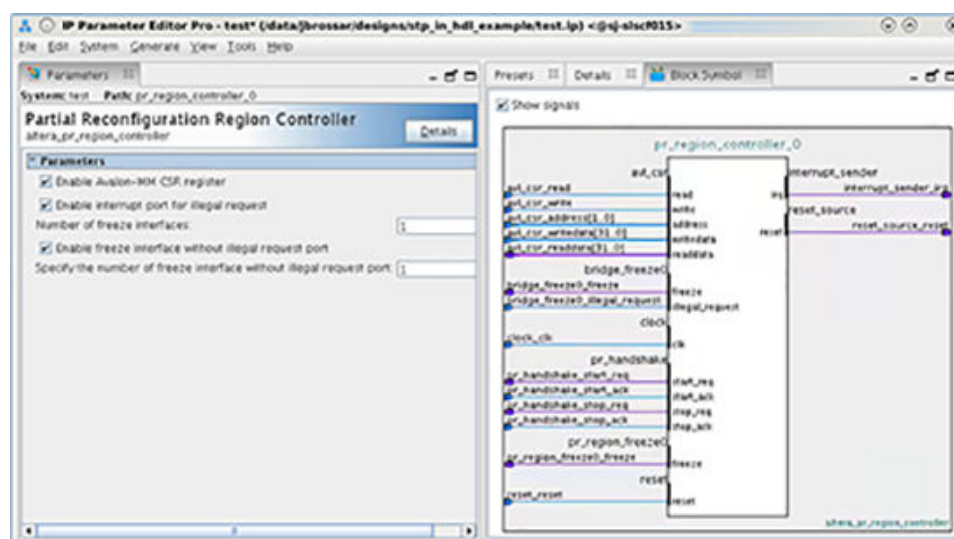 IP Parameter Editor Pro - test* (/data/jbrossar/designs/stp_in_hdl_example/test.ip) <@sj-slscf015>
File Edit System Generate View Tools Help
Parameters
System: test Path: pr_region_controller_0
Partial Reconfiguration Region Controller
altera_pr_region_controller
Details
Parameters
Enable Avalon-MM CSR register
Enable interrupt port for illegal request
Number of freeze interfaces: 1
Enable freeze interface without illegal request port
Specify the number of freeze interface without illegal request port: 1
Presets Details Block Symbol
Show signals
pr_region_controller_0
avl_csr interrupt_sender
avl_csr_read read irq interrupt_sender_irq
avl_csr_write write reset_source
avl_csr_address[1..0] address reset reset_source_reset
avl_csr_writedata[31..0] writedata
avl_csr_readdata[31..0] readdata
bridge_freeze0
bridge_freeze0_freeze freeze
bridge_freeze0_illegal_request illegal_request
clock
clock_clk clk
pr_handshake
pr_handshake_start_req start_req
pr_handshake_start_ack start_ack
pr_handshake_stop_req stop_req
pr_handshake_stop_ack stop_ack
pr_region_freeze0
pr_region_freeze0_freeze freeze
reset
reset_reset reset
altera_pr_region_controller